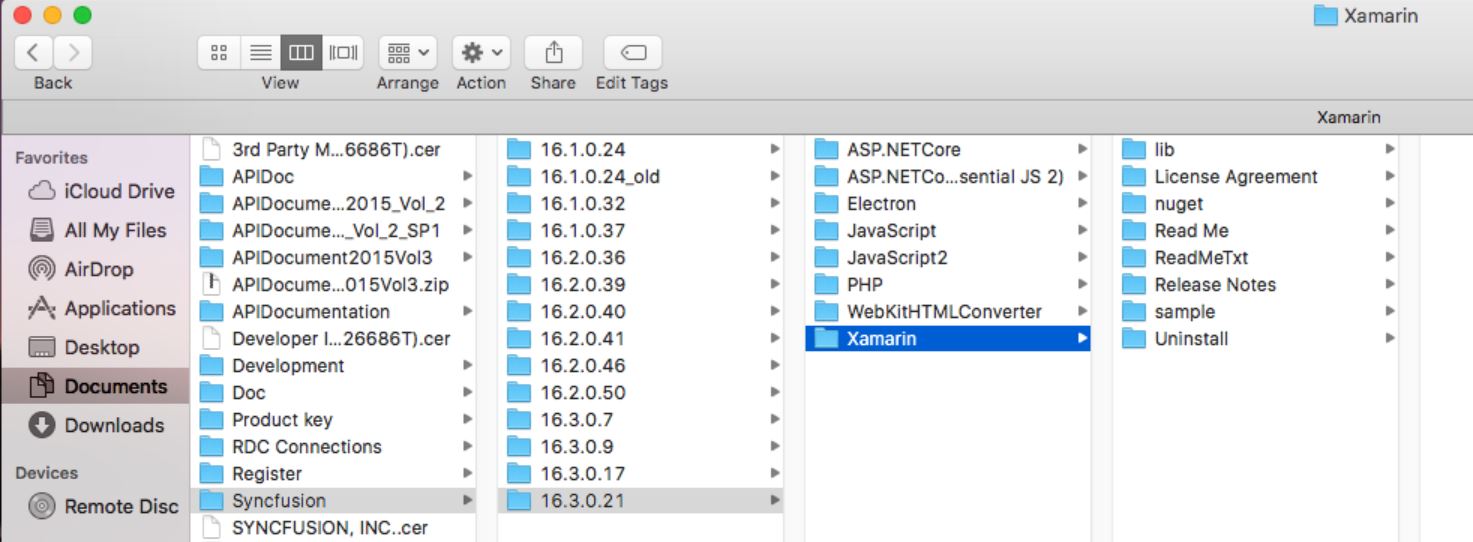 Xamarin
Back
View
Arrange
Action
Share
Edit Tags
Xamarin
Favorites
iCloud Drive
All My Files
AirDrop
Applications
Desktop
Documents
Downloads
Devices
Remote Disc
3rd Party M...6686T).cer
APIDoc
APIDocume...2015_Vol_2
APIDocume..._Vol_2_SP1
APIDocument2015Vol3
APIDocume...015Vol3.zip
APIDocumentation
Developer I...26686T).cer
Development
Doc
Product key
RDC Connections
Register
Syncfusion
SYNCFUSION, INC..cer
16.1.0.24
16.1.0.24_old
16.1.0.32
16.1.0.37
16.2.0.36
16.2.0.39
16.2.0.40
16.2.0.41
16.2.0.46
16.2.0.50
16.3.0.7
16.3.0.9
16.3.0.17
16.3.0.21
ASP.NETCore
ASP.NETCo...sential JS 2)
Electron
JavaScript
JavaScript2
PHP
WebKitHTMLConverter
Xamarin
lib
License Agreement
nuget
Read Me
ReadMeTxt
Release Notes
sample
Uninstall